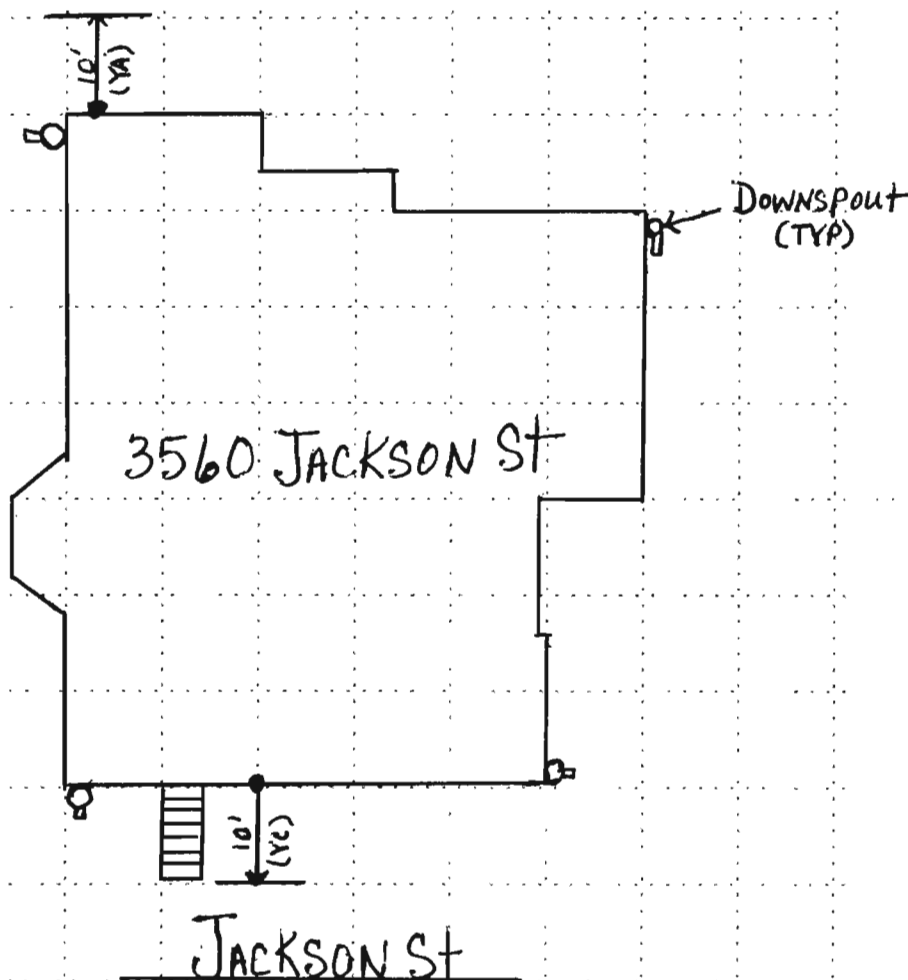 10'
(YA)
DOWNSPOUT
(TYP)
3560 JACKSON St
10'
(YC)
JACKSON St